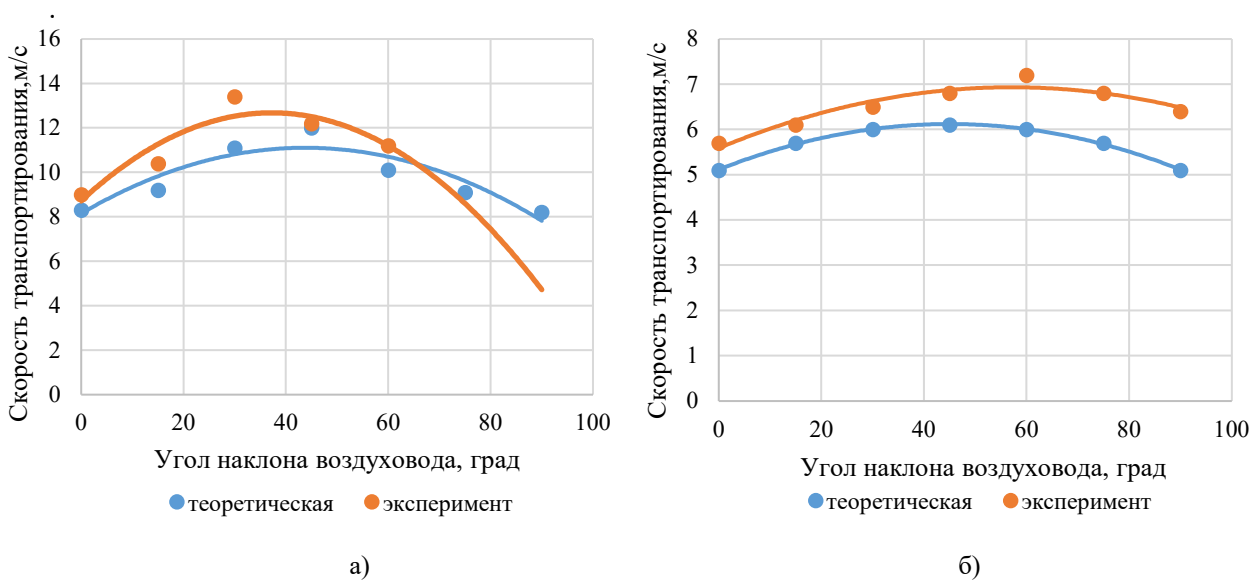 .
Скорость транспортирования,м/с
16
14
12
10
8
6
4
2
0
0 20 40 60 80 100
Угол наклона воздуховода, град
теоретическая эксперимент
а)
Скорость транспортирования, м/с
8
7
6
5
4
3
2
1
0
0 20 40 60 80 100
Угол наклона воздуховода, град
теоретическая эксперимент
б)